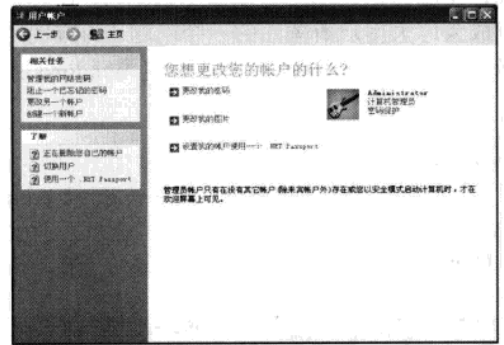 用户帐户
上一步 主页
相关任务
管理我的网络密码
阻止一个已忘记的密码
更改另一个帐户
创建一个新帐户
了解
正在删除您自己的帐户
切换用户
使用一个 .NET Passport
您想更改您的帐户的什么?
更改我的密码
更改我的图片
设置我的帐户使用一个 .NET Passport
Administrator
计算机管理员
密码保护
管理员帐户只有在没有其它帐户(除来宾帐户外)存在或您以安全模式启动计算机时，才在
欢迎屏幕上可见。